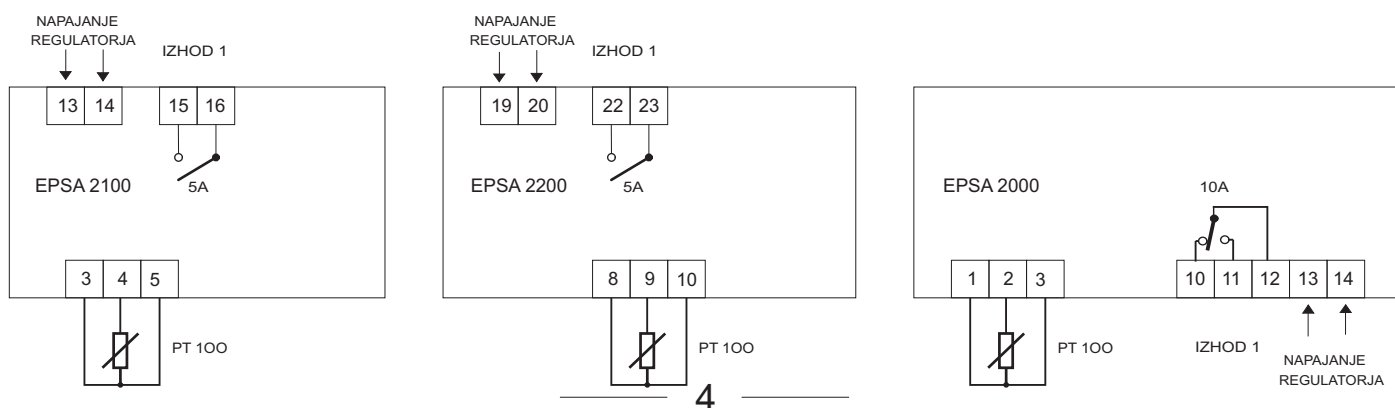 NAPAJANJE
REGULATORJA
IZHOD 1
13 14 15 16
EPSA 2100
5A
3 4 5
PT 1OO
NAPAJANJE
REGULATORJA
IZHOD 1
19 20 22 23
EPSA 2200
5A
8 9 10
PT 1OO
EPSA 2000
10A
1 2 3
10 11 12 13 14
PT 1OO
IZHOD 1
NAPAJANJE
REGULATORJA
4